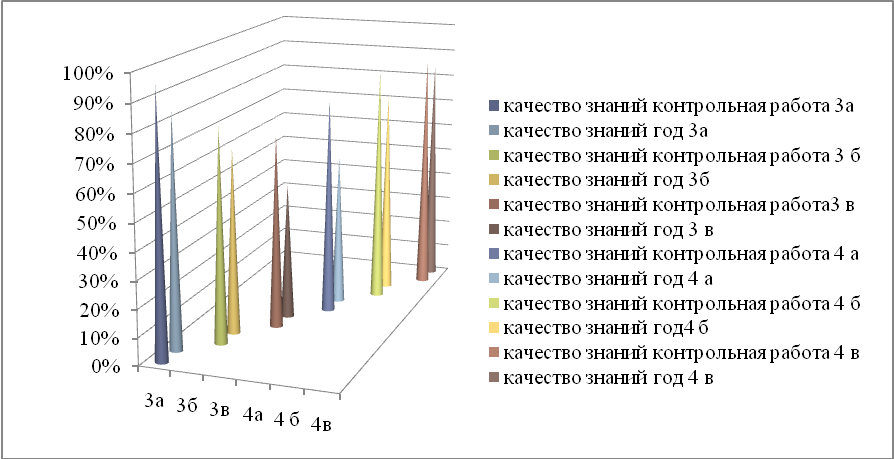 100%
90%
80%
70%
60%
50%
40%
30%
20%
10%
0%
3а
3б
3в
4а
4 б
4в
качество знаний контрольная работа 3а
качество знаний год 3а
качество знаний контрольная работа 3 б
качество знаний год 3б
качество знаний контрольная работа3 в
качество знаний год 3 в
качество знаний контрольная работа 4 а
качество знаний год 4 а
качество знаний контрольная работа 4 б
качество знаний год4 б
качество знаний контрольная работа 4 в
качество знаний год 4 в